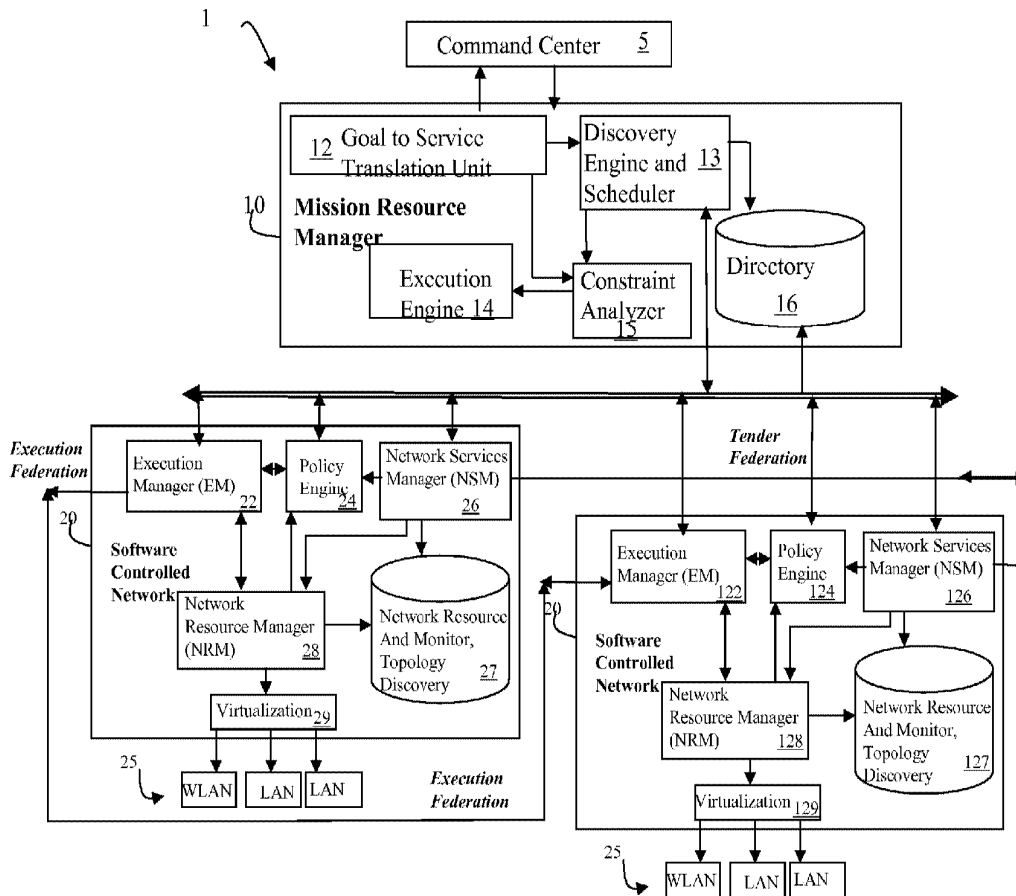 1
Command Center 5
12 Goal to Service
Translation Unit
Discovery
Engine and 13
Scheduler
10
Mission Resource
Manager
Execution
Engine 14
Constraint
Analyzer
15
Directory
16
Execution
Federation
Tender
Federation
Execution
Manager (EM)
22
Policy
Engine
24
Network Services
Manager (NSM)
26
20
Software
Controlled
Network
Network
Resource Manager
(NRM) 28
Network Resource
And Monitor,
Topology
Discovery
27
Virtualization 29
25
WLAN
LAN
LAN
Execution
Federation
Execution
Manager (EM)
122
Policy
Engine
124
Network Services
Manager (NSM)
126
20
Software
Controlled
Network
Network
Resource Manager
(NRM) 128
Network Resource
And Monitor,
Topology
Discovery
127
Virtualization 129
25
WLAN
LAN
LAN